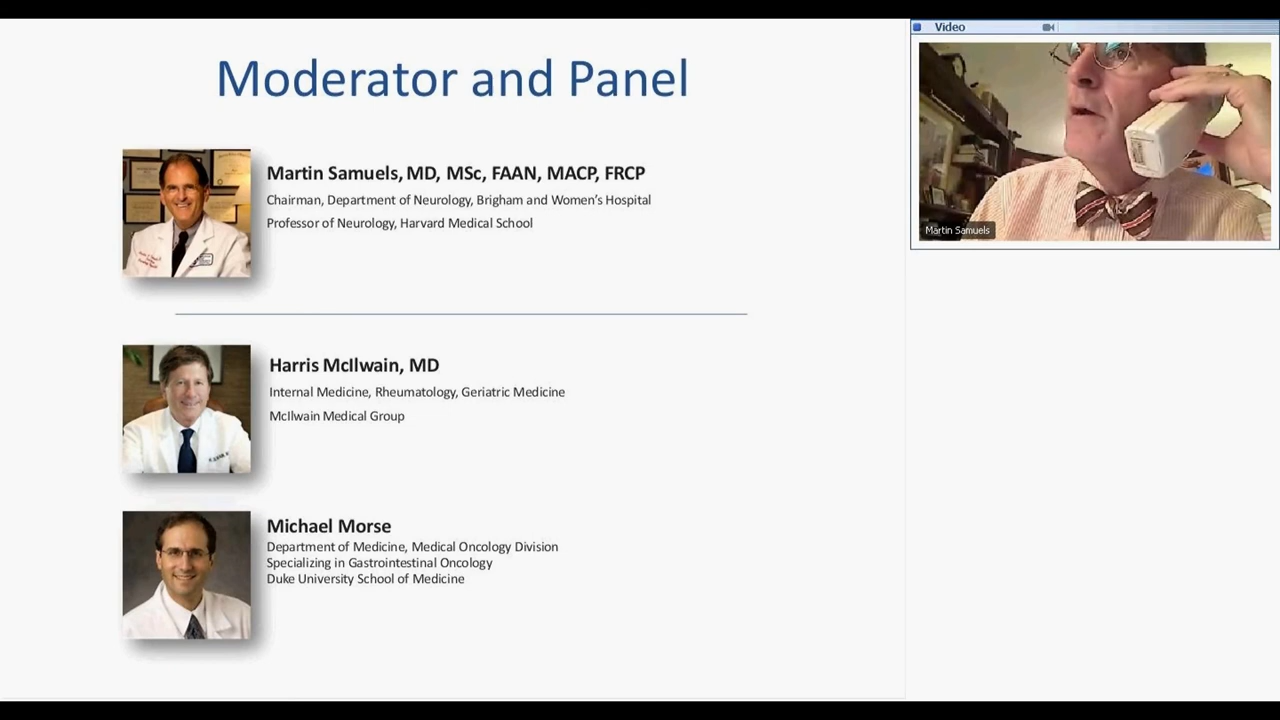 Moderator and Panel
Martin Samuels, MD, MSc, FAAN, MACP, FRCP
Chairman, Department of Neurology, Brigham and Women's Hospital
Professor of Neurology, Harvard Medical School
Harris McIlwain, MD
Internal Medicine, Rheumatology, Geriatric Medicine
McIlwain Medical Group
Michael Morse
Department of Medicine, Medical Oncology Division
Specializing in Gastrointestinal Oncology
Duke University School of Medicine
Video
Martin Samuels